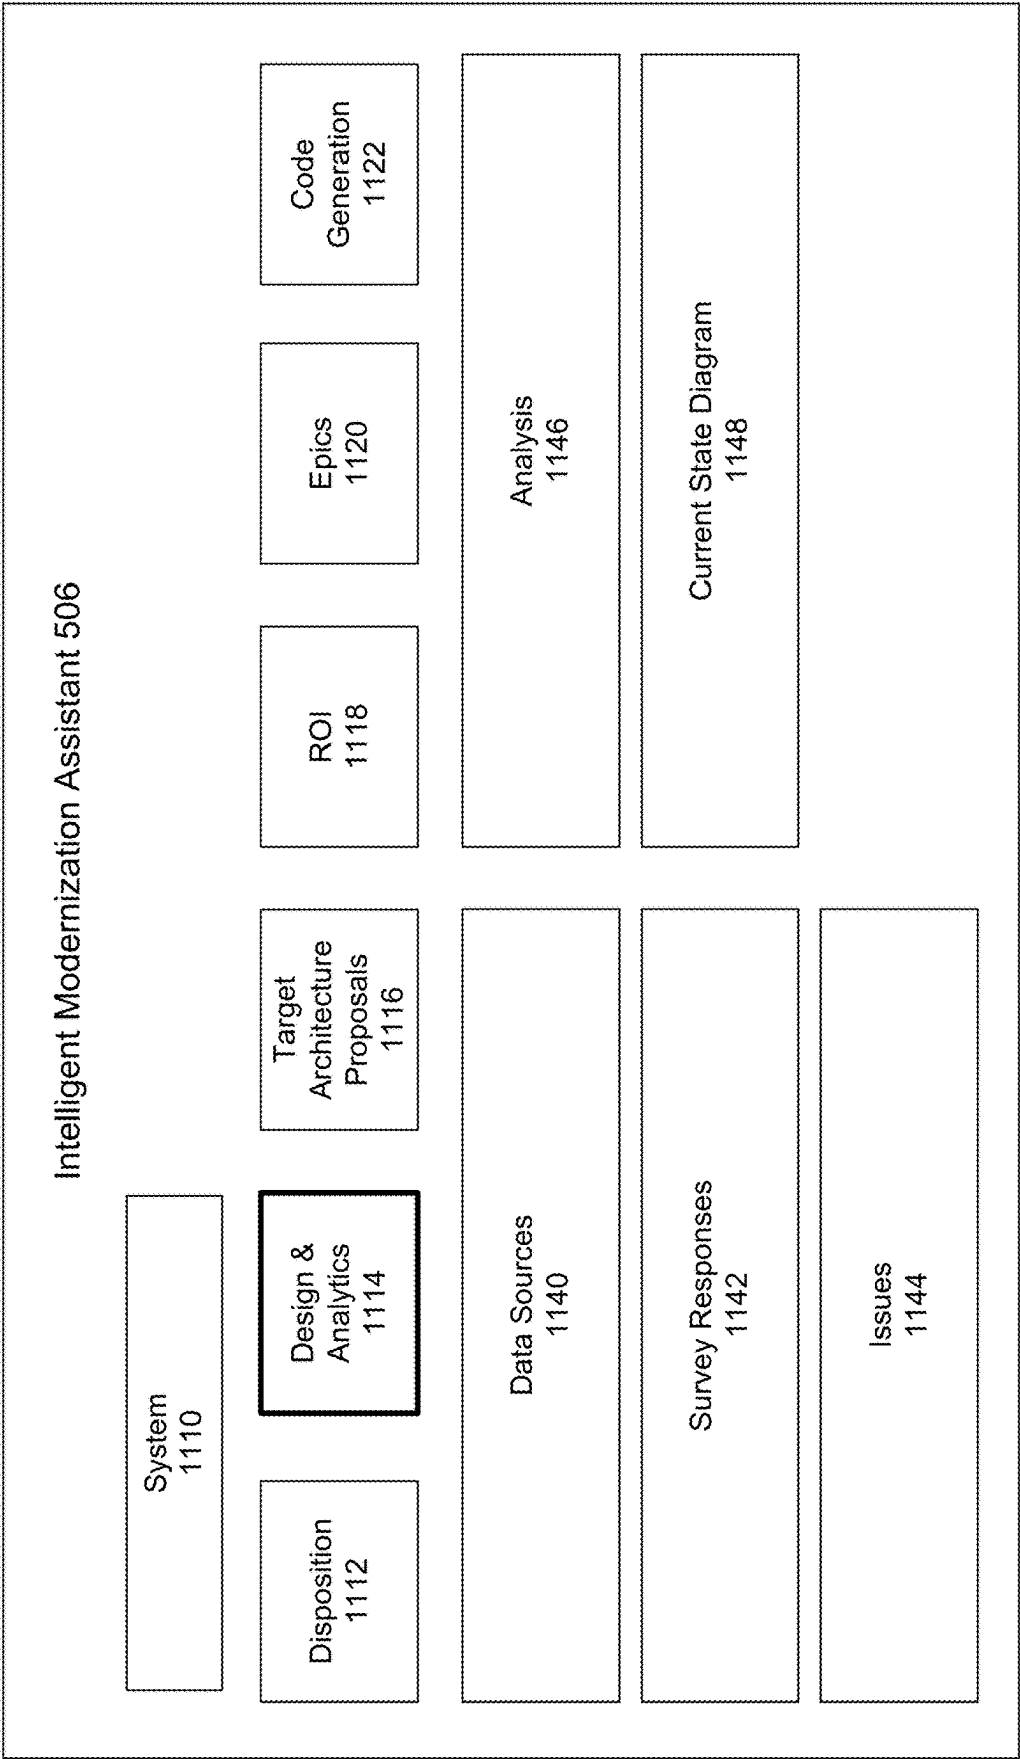 Intelligent Modernization Assistant 506
System
1110
Disposition
1112
Design &
Analytics
1114
Target
Architecture
Proposals
1116
ROI
1118
Epics
1120
Code
Generation
1122
Data Sources
1140
Analysis
1146
Survey Responses
1142
Current State Diagram
1148
Issues
1144